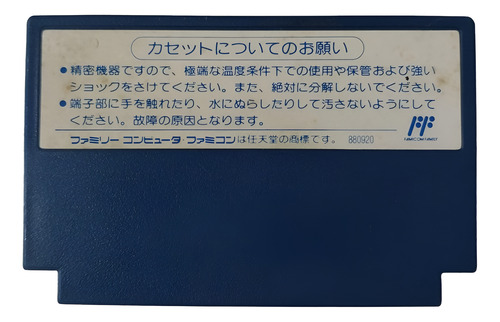 カセットについてのお願い
●精密機器ですので、極端な温度条件下での使用や保管および強い
ショックをさけてください。また、絶対に分解しないでください。
●端子部に手を触れたり、水にぬらしたりして汚さないようにして
ください。故障の原因となります。
ファミリーコンピュータ・ファミコンは任天堂の商標です。 880920
FAMICOM FAMILY